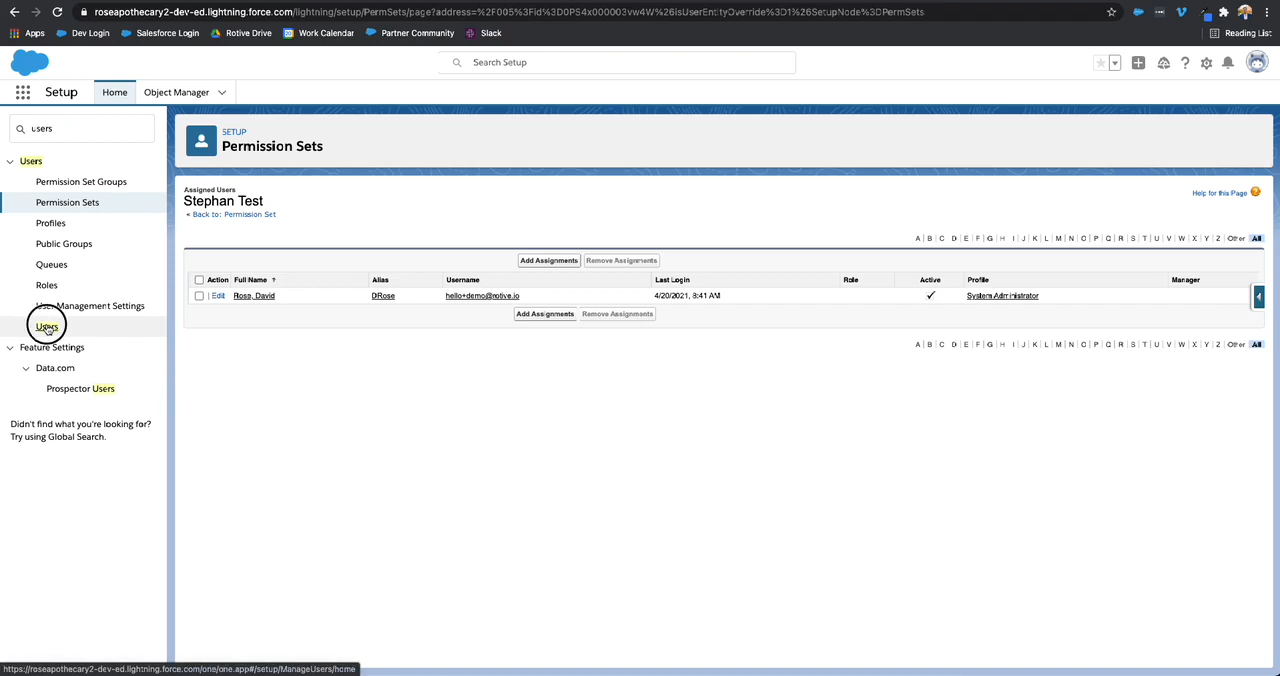 roseapothecary2-dev-ed.lightning.force.com/lightning/setup/PermSets/page?address=%2F005%3Fid%3D0PS4x000003vw4W%26isUserEntityOverride%3D1%26SetupNode%3DPermSets
Apps Dev Login Salesforce Login Rotive Drive Work Calendar Partner Community Slack Reading List
Search Setup
Setup Home Object Manager
users
Users
Permission Set Groups
Permission Sets
Profiles
Public Groups
Queues
Roles
User Management Settings
Users
Feature Settings
Data.com
Prospector Users
Didn't find what you're looking for?
Try using Global Search.
SETUP
Permission Sets
Assigned Users
Stephan Test
« Back to: Permission Set
Help for this Page
A | B | C | D | E | F | G | H | I | J | K | L | M | N | O | P | Q | R | S | T | U | V | W | X | Y | Z | Other | All
Add Assignments Remove Assignments
Action Full Name ↑ Alias Username Last Login Role Active Profile Manager
| Edit Rose, David DRose hello+demo@rotive.io 4/20/2021, 8:41 AM System Administrator
Add Assignments Remove Assignments
A | B | C | D | E | F | G | H | I | J | K | L | M | N | O | P | Q | R | S | T | U | V | W | X | Y | Z | Other | All
https://roseapothecary2-dev-ed.lightning.force.com/one/one.app#/setup/ManageUsers/home